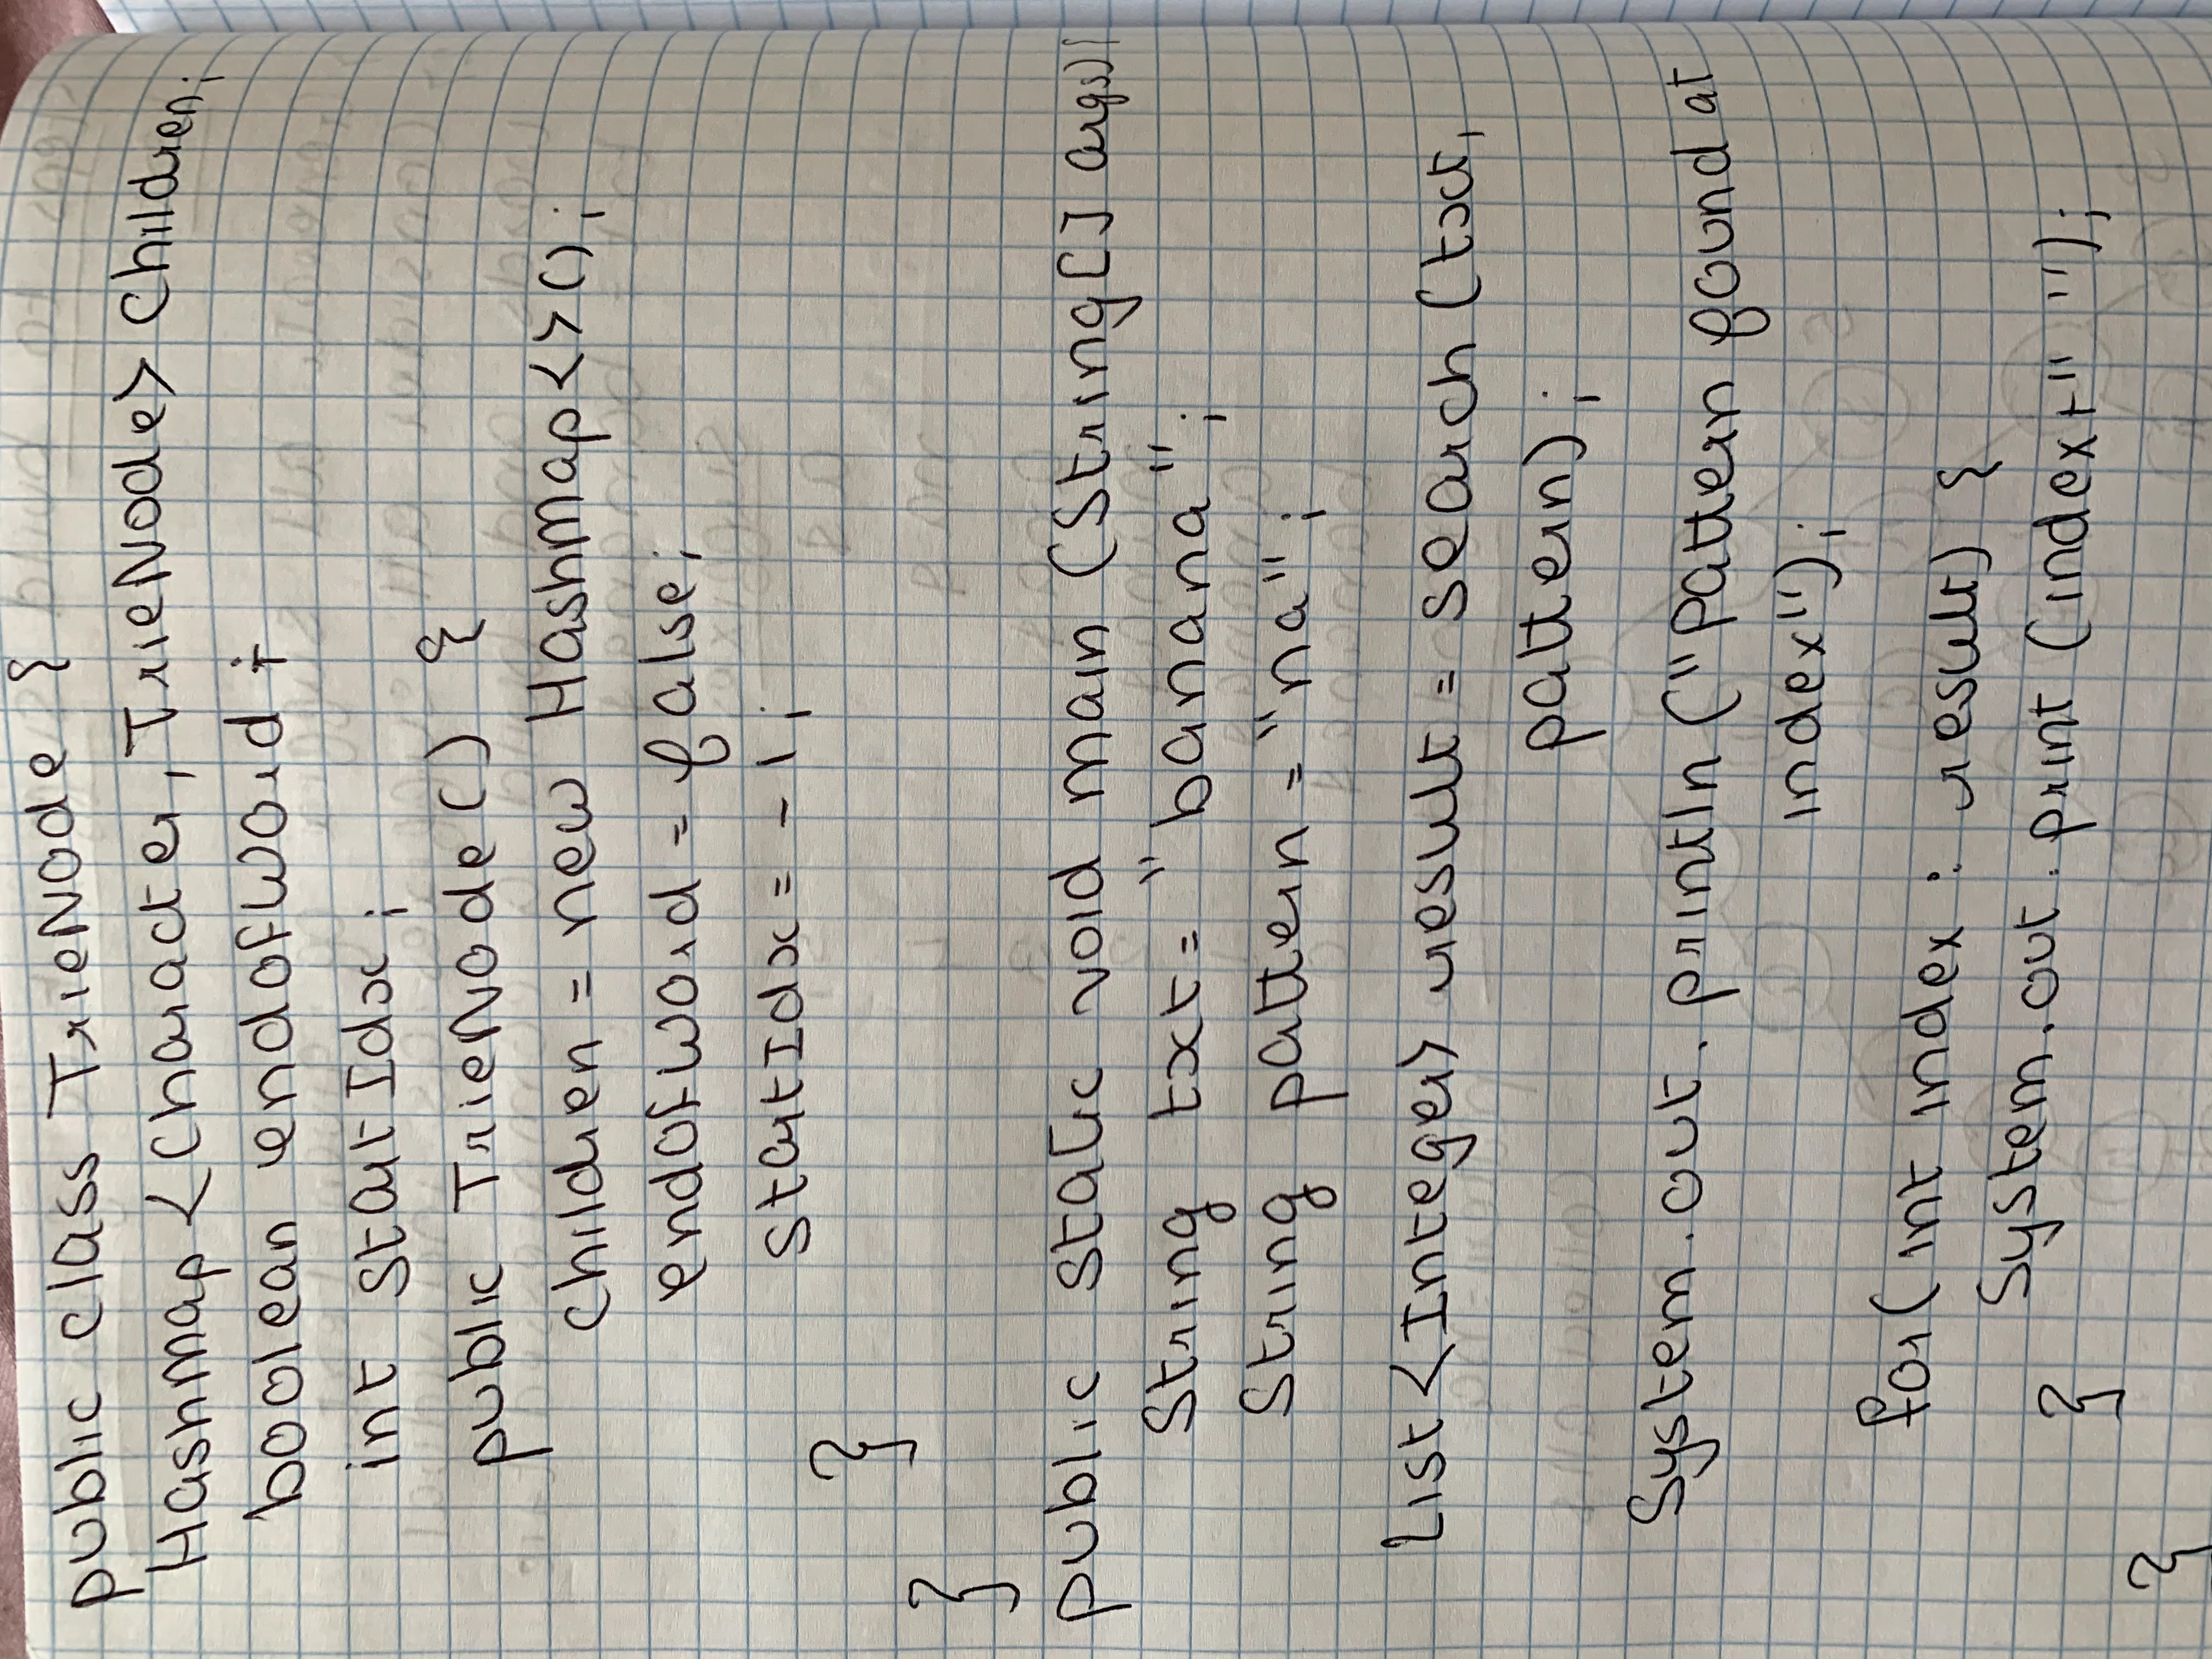 public class TrieNode {
HashMap<Character, TrieNode> children;
boolean endOfWord;
int startIdx;
public TrieNode() {
children = new HashMap<>();
endOfWord = false;
startIdx = -1;
}
}
public static void main (String[] args){
String txt = "banana";
String pattern = "na";
List<Integer> result = search (txt,
pattern);
System.out.println("Pattern found at
index");
for(int index : result) {
System.out.print (index+" ");
}
}